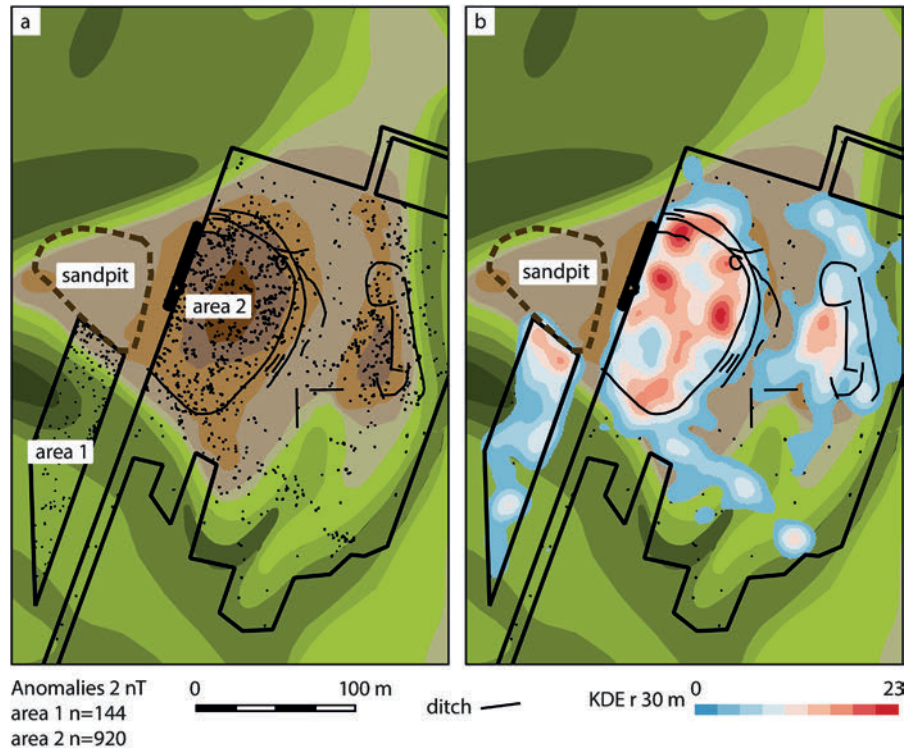 a
b
sandpit
area 2
area 1
sandpit
Anomalies 2 nT
area 1 n=144
area 2 n=920
0 100 m
ditch
KDE r 30 m
0 23